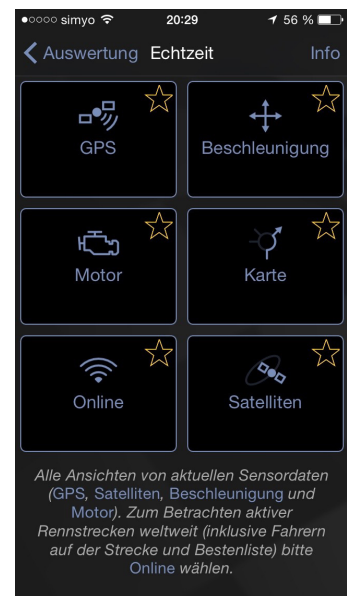 simyo 20:29 56 %
Auswertung Echtzeit Info
GPS Beschleunigung
Motor Karte
Online Satelliten
Alle Ansichten von aktuellen Sensordaten
(GPS, Satelliten, Beschleunigung und
Motor). Zum Betrachten aktiver
Rennstrecken weltweit (inklusive Fahrern
auf der Strecke und Bestenliste) bitte
Online wählen.